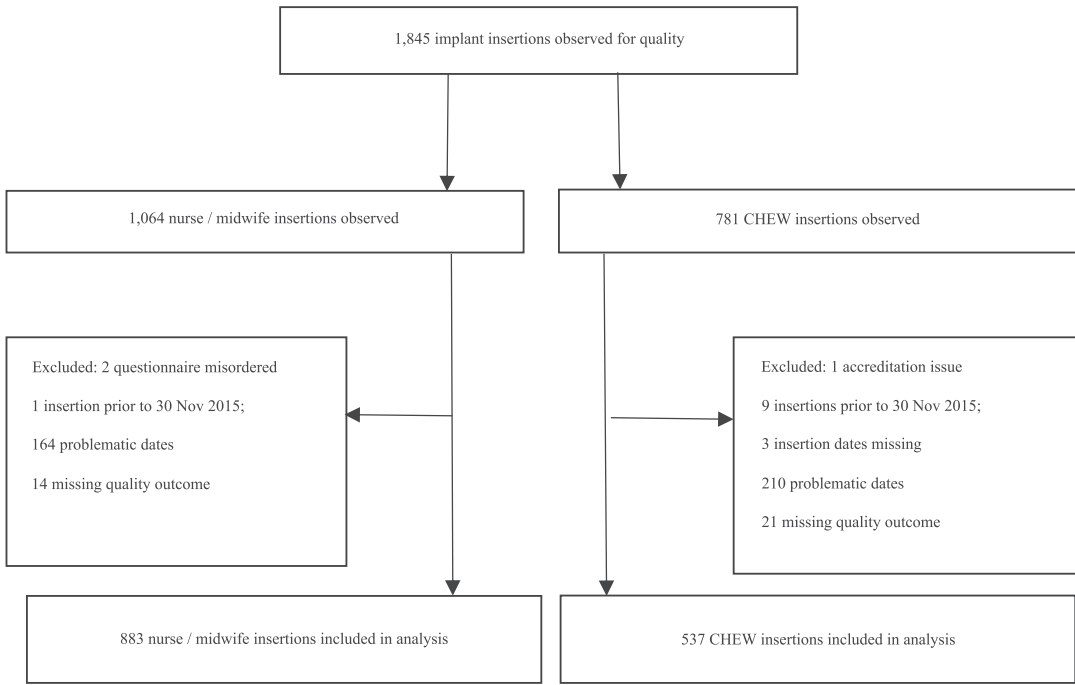 1,845 implant insertions observed for quality
1,064 nurse / midwife insertions observed
781 CHEW insertions observed
Excluded: 2 questionnaire misordered
1 insertion prior to 30 Nov 2015;
164 problematic dates
14 missing quality outcome
Excluded: 1 accreditation issue
9 insertions prior to 30 Nov 2015;
3 insertion dates missing
210 problematic dates
21 missing quality outcome
883 nurse / midwife insertions included in analysis
537 CHEW insertions included in analysis